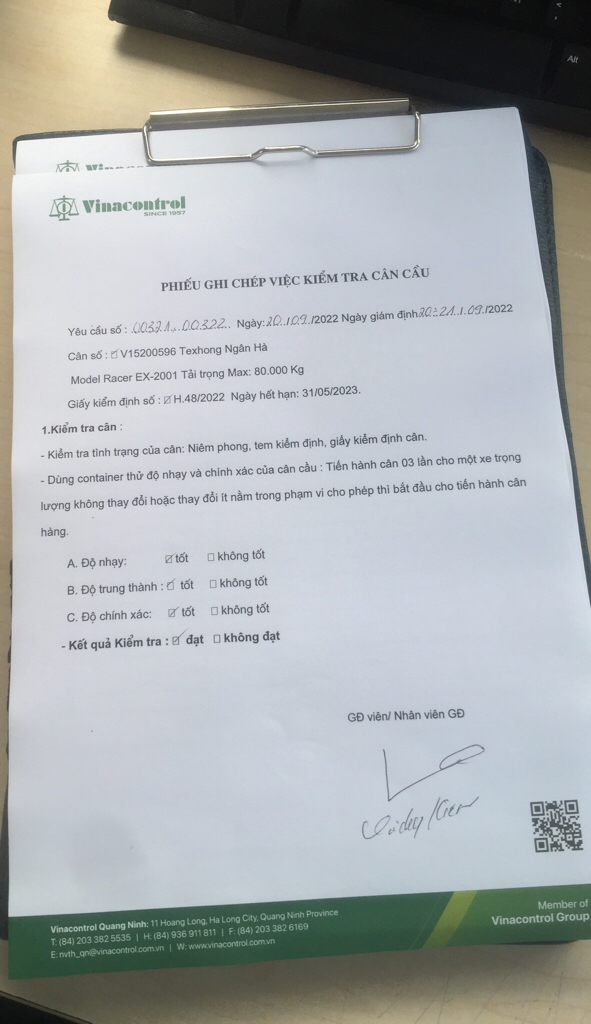 Alt
Vinacontrol
SINCE 1957
PHIẾU GHI CHÉP VIỆC KIỂM TRA CÂN CẦU
Yêu cầu số : 00321...00322.. Ngày: 20../09../2022 Ngày giám định 20÷21./.09./2022
Cân số : ☑ V15200596 Texhong Ngân Hà
Model Racer EX-2001 Tải trọng Max: 80.000 Kg
Giấy kiểm định số : ☑ H.48/2022 Ngày hết hạn: 31/05/2023.
1.Kiểm tra cân :
- Kiểm tra tình trạng của cân: Niêm phong, tem kiểm định, giấy kiểm định cân.
- Dùng container thử độ nhạy và chính xác của cân cầu : Tiến hành cân 03 lần cho một xe trọng
lượng không thay đổi hoặc thay đổi ít nằm trong phạm vi cho phép thì bắt đầu cho tiến hành cân
hàng.
A. Độ nhạy: ☑ tốt ☐ không tốt
B. Độ trung thành : ☑ tốt ☐ không tốt
C. Độ chính xác: ☑ tốt ☐ không tốt
- Kết quả Kiểm tra : ☑ đạt ☐ không đạt
GĐ viên/ Nhân viên GĐ
Vinacontrol Quang Ninh: 11 Hoang Long, Ha Long City, Quang Ninh Province
T: (84) 203 382 5535 | H: (84) 936 911 811 | F: (84) 203 382 6169
E: nvth_qn@vinacontrol.com.vn | W: www.vinacontrol.com.vn
Member of
Vinacontrol Group